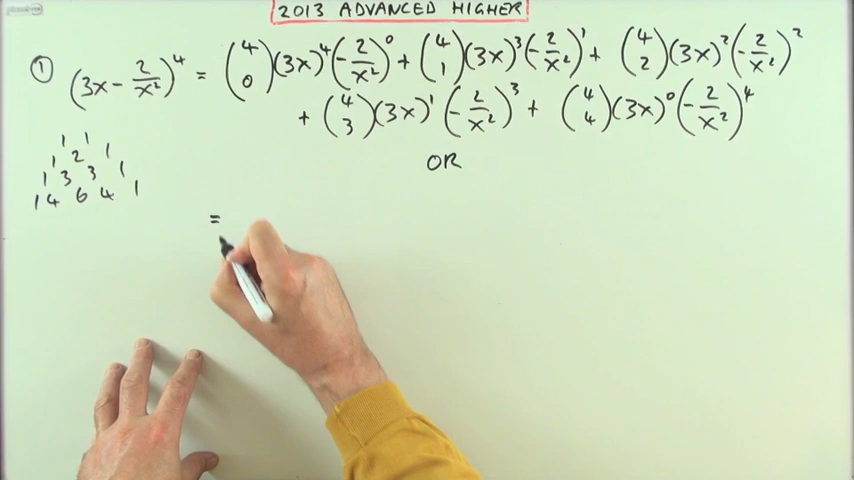 2013 ADVANCED HIGHER
① (3x - 2/x²)⁴ = (4 0)(3x)⁴(-2/x²)⁰ + (4 1)(3x)³(-2/x²)¹ + (4 2)(3x)²(-2/x²)²
+ (4 3)(3x)¹(-2/x²)³ + (4 4)(3x)⁰(-2/x²)⁴
OR
1 1
1 2 1
1 3 3 1
1 4 6 4 1
=